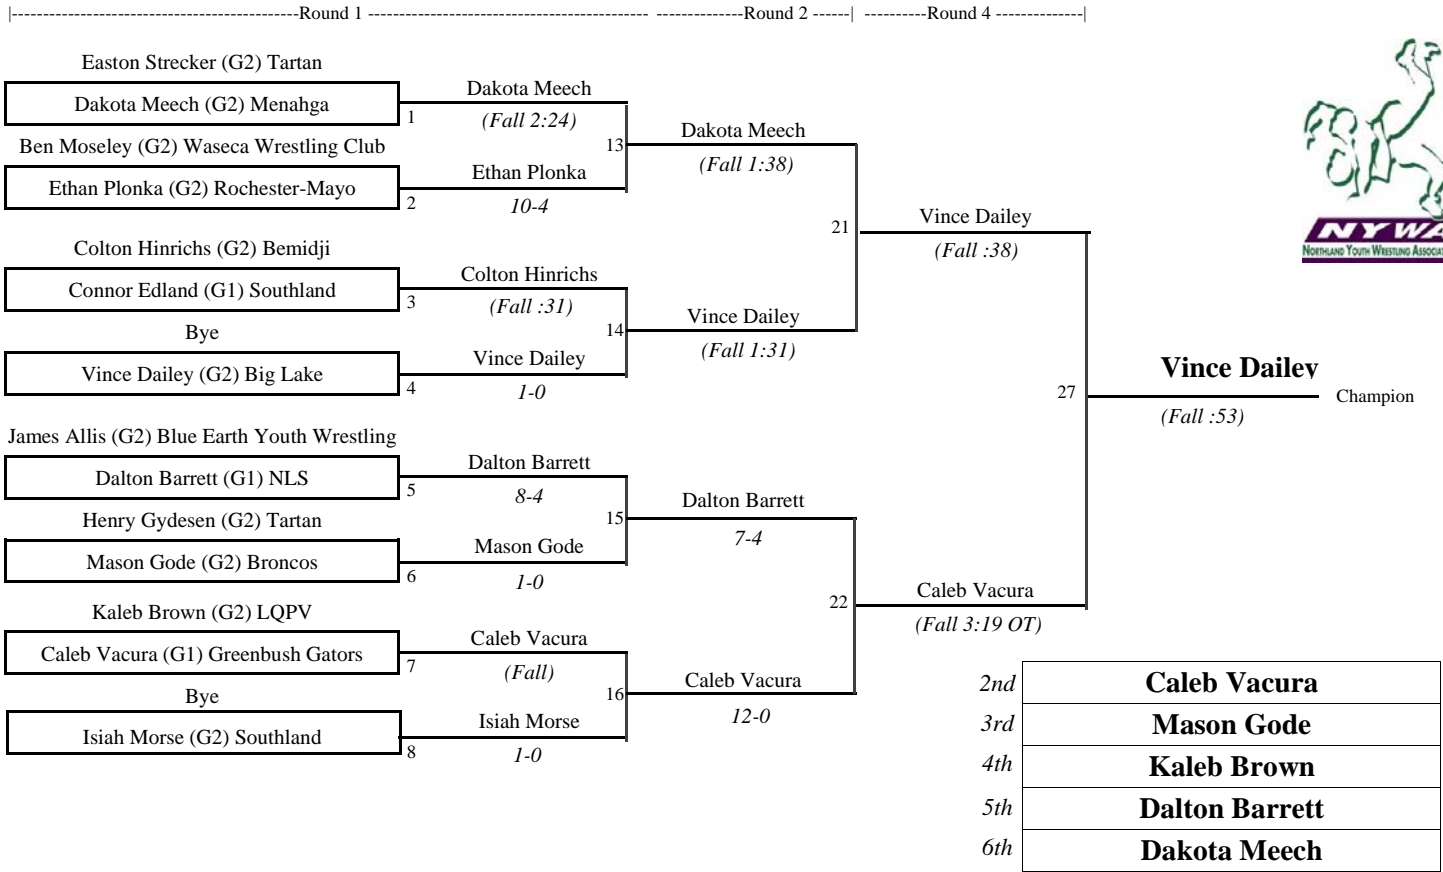 |----------------------------------------------Round 1 --------------------------------------------- --------------Round 2 ------| ----------Round 4 --------------|
Easton Strecker (G2) Tartan
Dakota Meech (G2) Menahga
1
Dakota Meech
(Fall 2:24)
Ben Moseley (G2) Waseca Wrestling Club
Ethan Plonka (G2) Rochester-Mayo
2
Ethan Plonka
10-4
13
Dakota Meech
(Fall 1:38)
Colton Hinrichs (G2) Bemidji
Connor Edland (G1) Southland
3
Colton Hinrichs
(Fall :31)
Bye
Vince Dailey (G2) Big Lake
4
Vince Dailey
1-0
14
Vince Dailey
(Fall 1:31)
21
Vince Dailey
(Fall :38)
James Allis (G2) Blue Earth Youth Wrestling
Dalton Barrett (G1) NLS
5
Dalton Barrett
8-4
Henry Gydesen (G2) Tartan
Mason Gode (G2) Broncos
6
Mason Gode
1-0
15
Dalton Barrett
7-4
Kaleb Brown (G2) LQPV
Caleb Vacura (G1) Greenbush Gators
7
Caleb Vacura
(Fall)
Bye
Isiah Morse (G2) Southland
8
Isiah Morse
1-0
16
Caleb Vacura
12-0
22
Caleb Vacura
(Fall 3:19 OT)
27
Vince Dailey
Champion
(Fall :53)
NORTHLAND YOUTH WRESTLING
2nd Caleb Vacura
3rd Mason Gode
4th Kaleb Brown
5th Dalton Barrett
6th Dakota Meech